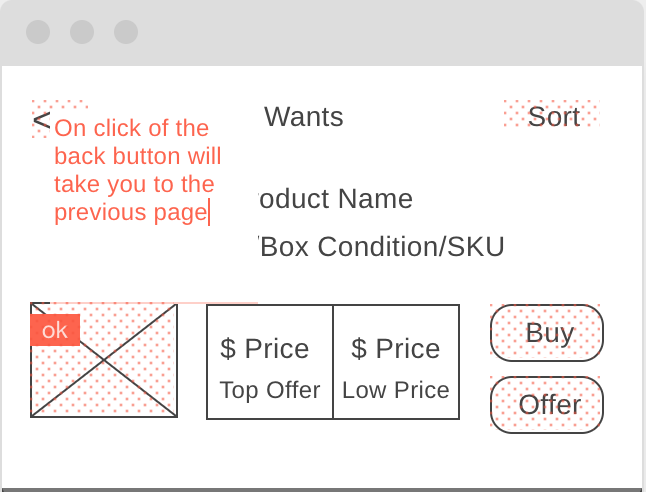 <
Wants
Sort
On click of the
back button will
take you to the
previous page
oduct Name
Box Condition/SKU
ok
$ Price
$ Price
Top Offer
Low Price
Buy
Offer